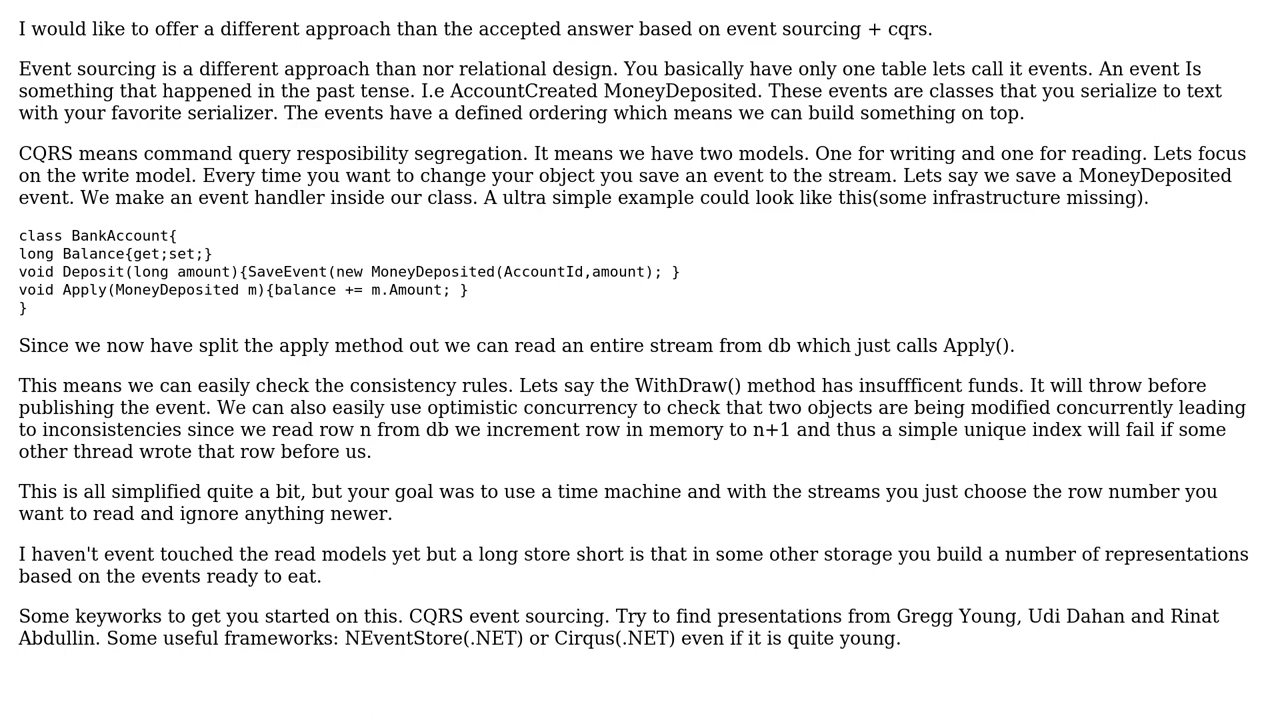 I would like to offer a different approach than the accepted answer based on event sourcing + cqrs.
Event sourcing is a different approach than nor relational design. You basically have only one table lets call it events. An event Is
something that happened in the past tense. I.e AccountCreated MoneyDeposited. These events are classes that you serialize to text
with your favorite serializer. The events have a defined ordering which means we can build something on top.
CQRS means command query resposibility segregation. It means we have two models. One for writing and one for reading. Lets focus
on the write model. Every time you want to change your object you save an event to the stream. Lets say we save a MoneyDeposited
event. We make an event handler inside our class. A ultra simple example could look like this(some infrastructure missing).
class BankAccount{
long Balance{get;set;}
void Deposit(long amount){SaveEvent(new MoneyDeposited(AccountId,amount); }
void Apply(MoneyDeposited m){balance += m.Amount; }
}
Since we now have split the apply method out we can read an entire stream from db which just calls Apply().
This means we can easily check the consistency rules. Lets say the WithDraw() method has insuffficent funds. It will throw before
publishing the event. We can also easily use optimistic concurrency to check that two objects are being modified concurrently leading
to inconsistencies since we read row n from db we increment row in memory to n+1 and thus a simple unique index will fail if some
other thread wrote that row before us.
This is all simplified quite a bit, but your goal was to use a time machine and with the streams you just choose the row number you
want to read and ignore anything newer.
I haven't event touched the read models yet but a long store short is that in some other storage you build a number of representations
based on the events ready to eat.
Some keyworks to get you started on this. CQRS event sourcing. Try to find presentations from Gregg Young, Udi Dahan and Rinat
Abdullin. Some useful frameworks: NEventStore(.NET) or Cirqus(.NET) even if it is quite young.